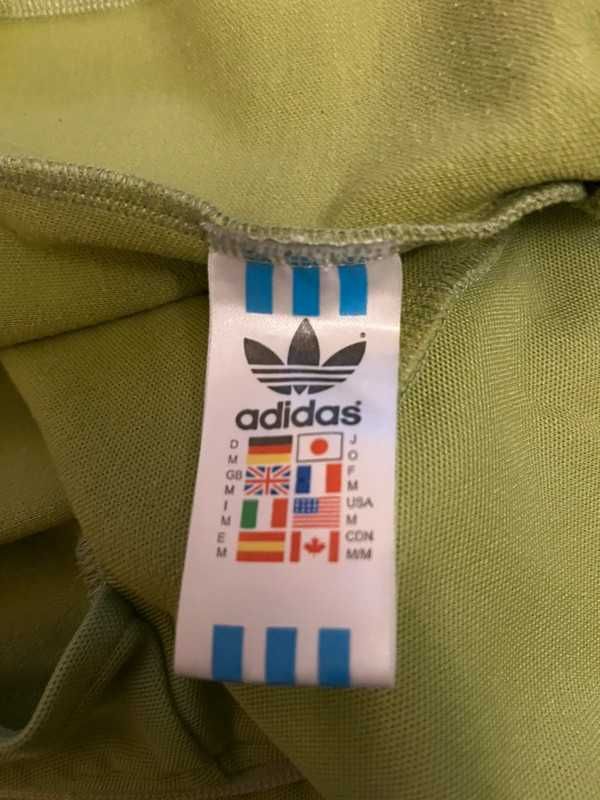 adidas
D J
M O
GB F
M M
I USA
M M
E CDN
M M/M